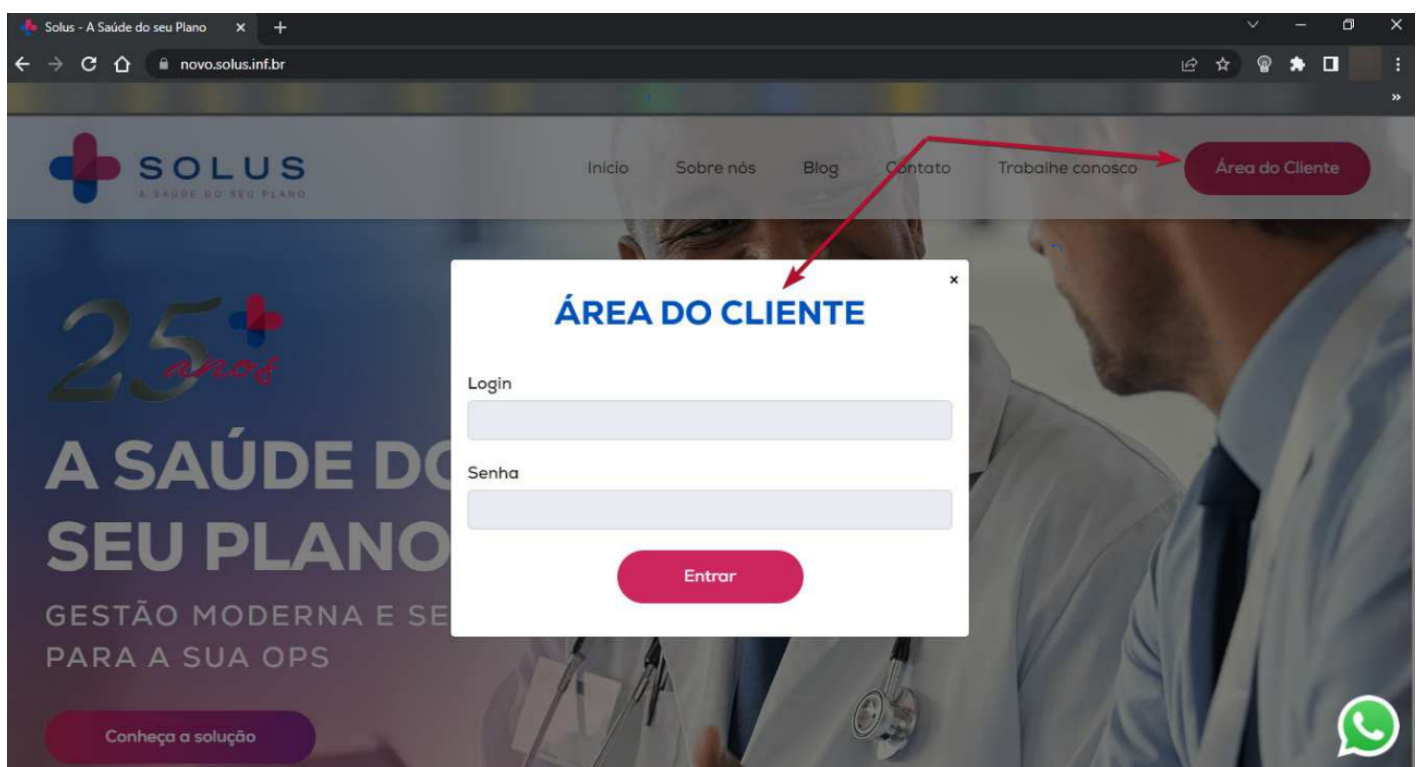 Solus - A Saúde do seu Plano
novo.solus.inf.br
SOLUS
A SAÚDE DO SEU PLANO
Início Sobre nós Blog Contato Trabalhe conosco Área do Cliente
ÁREA DO CLIENTE
Login
Senha
Entrar
25 anos
A SAÚDE DO
SEU PLANO
GESTÃO MODERNA E SE
PARA A SUA OPS
Conheça a solução